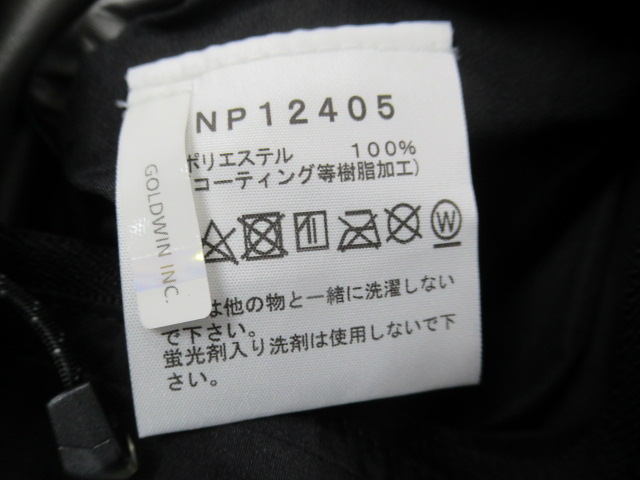 NP12405
ポリエステル 100%
コーティング等樹脂加工)
GOLDWIN INC
W
は他の物と一緒に洗濯しない
で下さい。
蛍光剤入り洗剤は使用しないで下
さい。